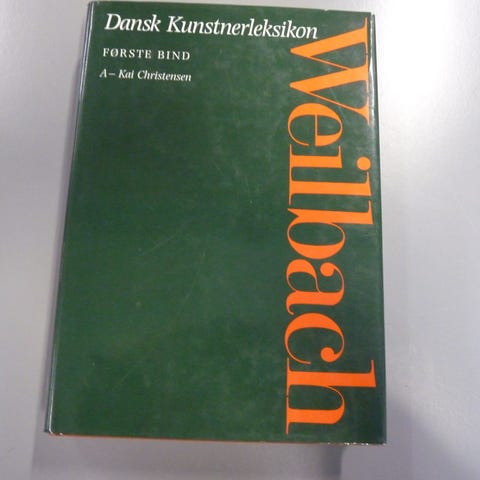 Dansk Kunstnerleksikon
FØRSTE BIND
A – Kai Christensen
Weilbach